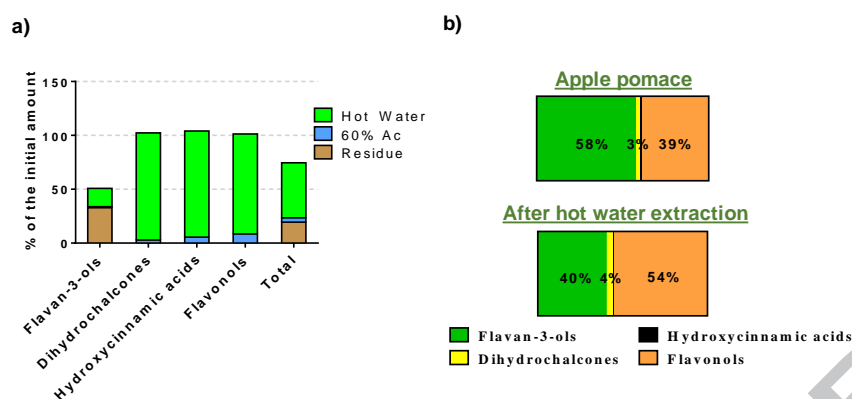 a)
% of the initial amount
150
100
50
0
Flavan-3-ols
Dihydrochalcones
Hydroxycinnamic acids
Flavonols
Total
Hot Water
60% Ac
Residue
b)
Apple pomace
58% 3% 39%
After hot water extraction
40% 4% 54%
Flavan-3-ols
Hydroxycinnamic acids
Dihydrochalcones
Flavonols